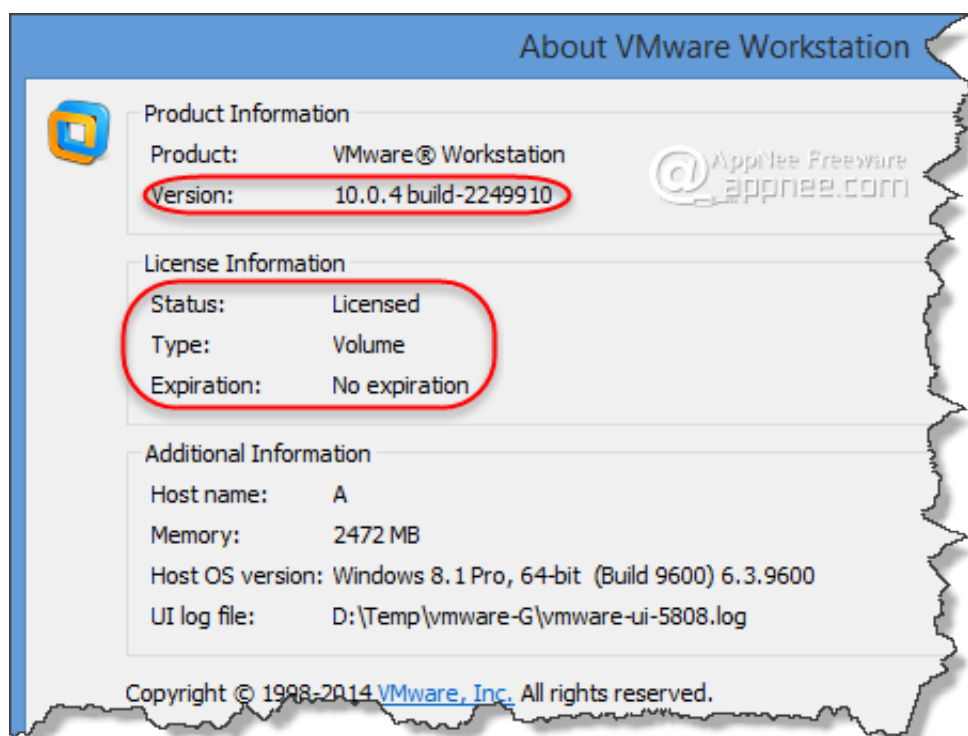 About VMware Workstation
Product Information
Product: VMware® Workstation
@ AppNee Freeware
appnee.com
Version: 10.0.4 build-2249910
License Information
Status: Licensed
Type: Volume
Expiration: No expiration
Additional Information
Host name: A
Memory: 2472 MB
Host OS version: Windows 8.1 Pro, 64-bit (Build 9600) 6.3.9600
UI log file: D:\Temp\vmware-G\vmware-ui-5808.log
Copyright © 1998-2014 VMware, Inc. All rights reserved.